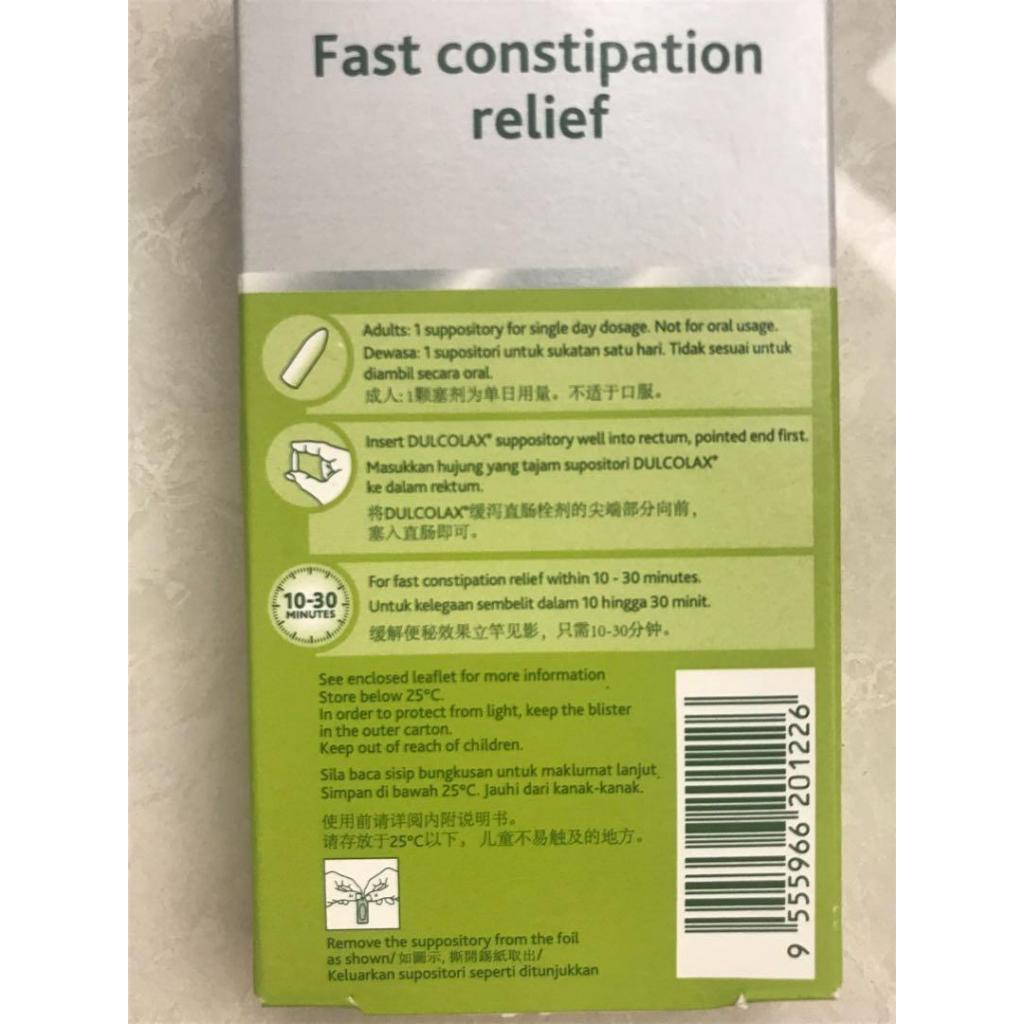 Fast constipation
relief
Adults: 1 suppository for single day dosage. Not for oral usage.
Dewasa: 1 supositori untuk sukatan satu hari. Tidak sesuai untuk
diambil secara oral.
成人: 1颗塞剂为单日用量。不适于口服。
Insert DULCOLAX® suppository well into rectum, pointed end first.
Masukkan hujung yang tajam supositori DULCOLAX®
ke dalam rektum.
将DULCOLAX®缓泻直肠栓剂的尖端部分向前，
塞入直肠即可。
10-30
MINUTES
For fast constipation relief within 10 - 30 minutes.
Untuk kelegaan sembelit dalam 10 hingga 30 minit.
缓解便秘效果立竿见影，只需10-30分钟。
See enclosed leaflet for more information
Store below 25°C.
In order to protect from light, keep the blister
in the outer carton.
Keep out of reach of children.
Sila baca sisip bungkusan untuk maklumat lanjut.
Simpan di bawah 25°C. Jauhi dari kanak-kanak.
使用前请详阅内附说明书。
请存放于25°C以下，儿童不易触及的地方。
Remove the suppository from the foil
as shown/如圖示, 撕開錫紙取出/
Keluarkan supositori seperti ditunjukkan
9 555966 201226